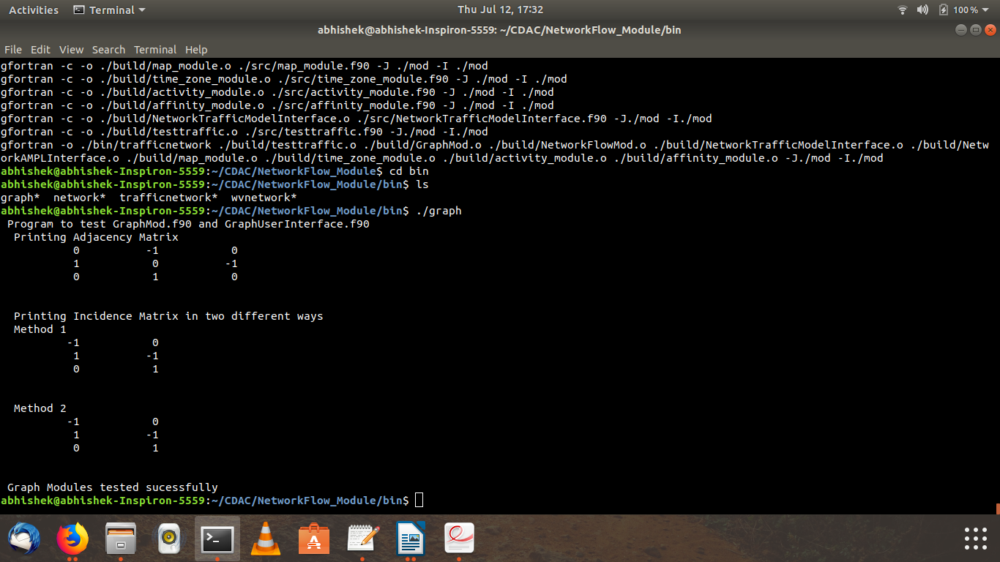 Activities Terminal Thu Jul 12, 17:32 100%
abhishek@abhishek-Inspiron-5559: ~/CDAC/NetworkFlow_Module/bin
File Edit View Search Terminal Help
gfortran -c -o ./build/map_module.o ./src/map_module.f90 -J ./mod -I ./mod
gfortran -c -o ./build/time_zone_module.o ./src/time_zone_module.f90 -J ./mod -I ./mod
gfortran -c -o ./build/activity_module.o ./src/activity_module.f90 -J ./mod -I ./mod
gfortran -c -o ./build/affinity_module.o ./src/affinity_module.f90 -J ./mod -I ./mod
gfortran -c -o ./build/NetworkTrafficModelInterface.o ./src/NetworkTrafficModelInterface.f90 -J./mod -I./mod
gfortran -c -o ./build/testtraffic.o ./src/testtraffic.f90 -J./mod -I./mod
gfortran -o ./bin/trafficnetwork ./build/testtraffic.o ./build/GraphMod.o ./build/NetworkFlowMod.o ./build/NetworkTrafficModelInterface.o ./build/Netw
orkAMPLInterface.o ./build/map_module.o ./build/time_zone_module.o ./build/activity_module.o ./build/affinity_module.o -J./mod -I./mod
abhishek@abhishek-Inspiron-5559:~/CDAC/NetworkFlow_Module$ cd bin
abhishek@abhishek-Inspiron-5559:~/CDAC/NetworkFlow_Module/bin$ ls
graph* network* trafficnetwork* wvnetwork*
abhishek@abhishek-Inspiron-5559:~/CDAC/NetworkFlow_Module/bin$ ./graph
Program to test GraphMod.f90 and GraphUserInterface.f90
Printing Adjacency Matrix
0 -1 0
1 0 -1
0 1 0
Printing Incidence Matrix in two different ways
Method 1
-1 0
1 -1
0 1
Method 2
-1 0
1 -1
0 1
Graph Modules tested sucessfully
abhishek@abhishek-Inspiron-5559:~/CDAC/NetworkFlow_Module/bin$